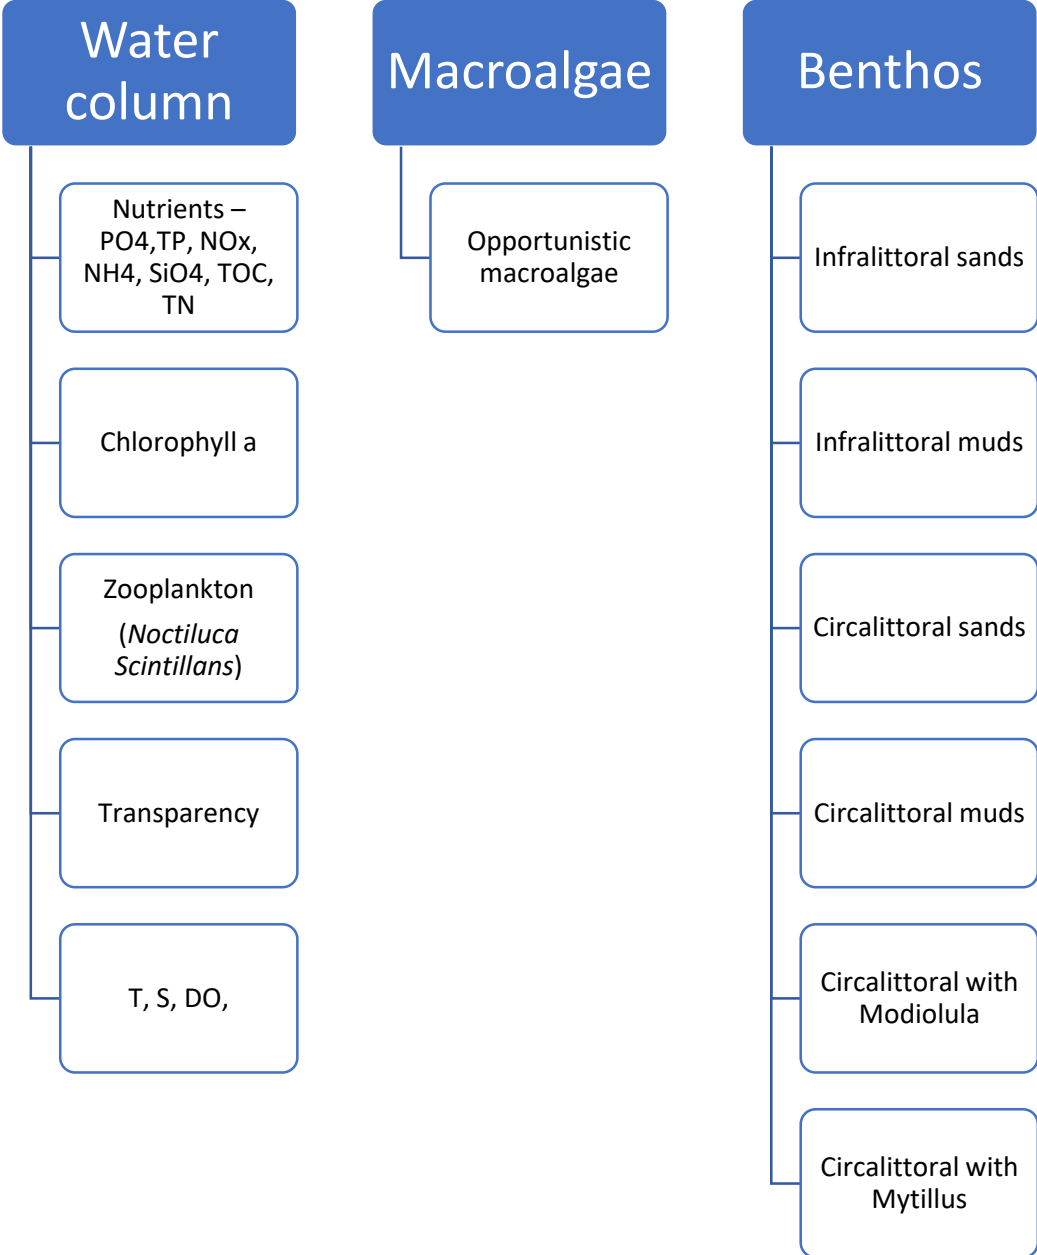 Water
column
Nutrients –
PO4,TP, NOx,
NH4, SiO4, TOC,
TN
Chlorophyll a
Zooplankton
(Noctiluca
Scintillans)
Transparency
T, S, DO,
Macroalgae
Opportunistic
macroalgae
Benthos
Infralittoral sands
Infralittoral muds
Circalittoral sands
Circalittoral muds
Circalittoral with
Modiolula
Circalittoral with
Mytillus